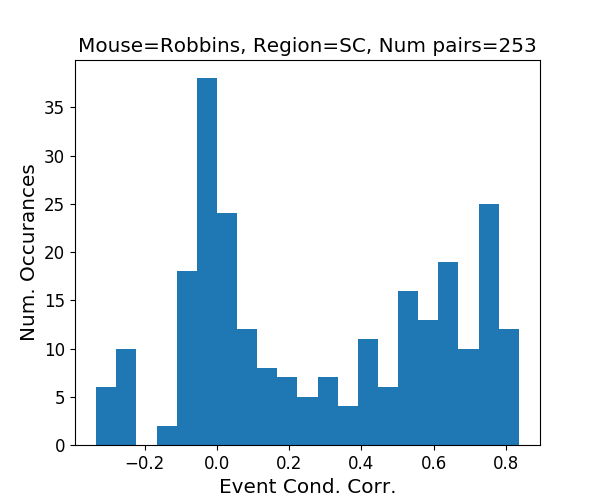 Mouse=Robbins, Region=SC, Num pairs=253
35
30
25
20
15
10
5
0
Num. Occurances
−0.2 0.0 0.2 0.4 0.6 0.8
Event Cond. Corr.